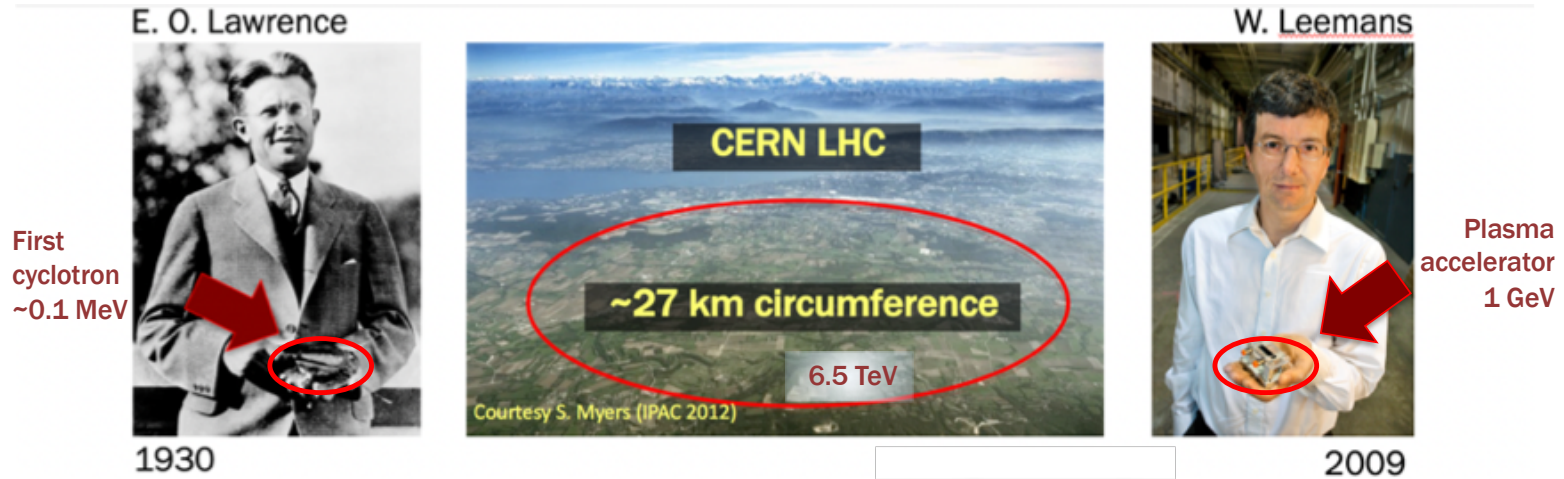 E. O. Lawrence
W. Leemans
CERN LHC
First
cyclotron
~0.1 MeV
Plasma
accelerator
1 GeV
~27 km circumference
6.5 TeV
Courtesy S. Myers (IPAC 2012)
1930
2009